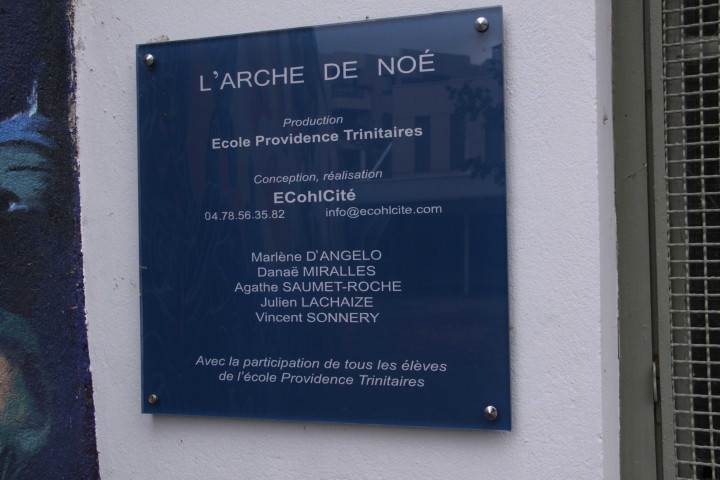 L'ARCHE DE NOÉ
Production
Ecole Providence Trinitaires
Conception, réalisation
ECohlCité
04.78.56.35.82 info@ecohlcite.com
Marlène D'ANGELO
Danaë MIRALLES
Agathe SAUMET-ROCHE
Julien LACHAIZE
Vincent SONNERY
Avec la participation de tous les élèves
de l'école Providence Trinitaires